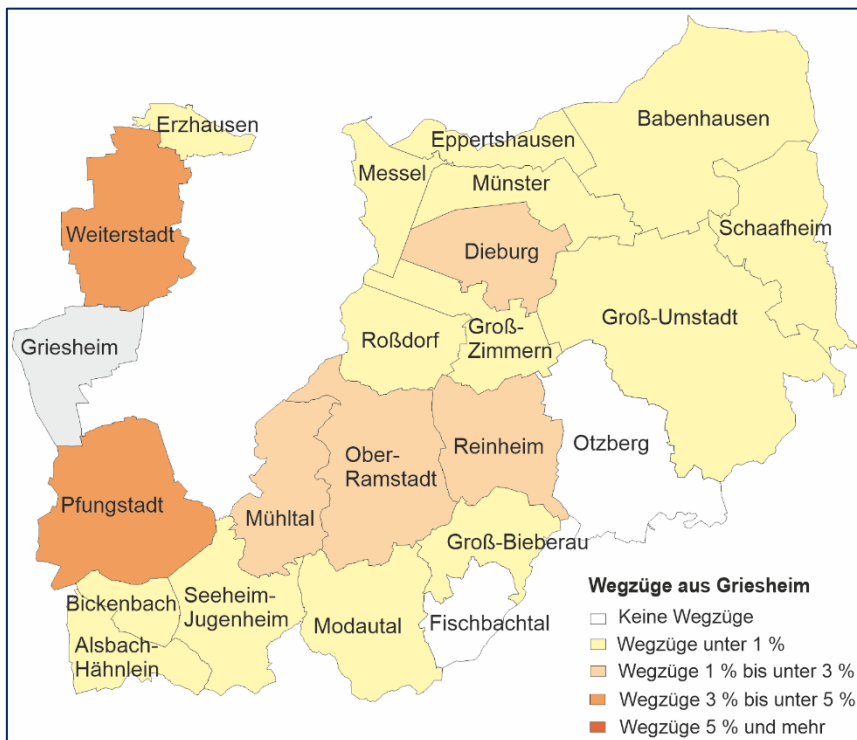 Erzhausen
Babenhausen
Eppertshausen
Messel
Münster
Weiterstadt
Schaafheim
Dieburg
Groß-Umstadt
Griesheim
Roßdorf
Groß-
Zimmern
Otzberg
Reinheim
Ober-
Ramstadt
Pfungstadt
Mühltal
Groß-Bieberau
Bickenbach
Seeheim-
Jugenheim
Modautal
Fischbachtal
Alsbach-
Hähnlein
Wegzüge aus Griesheim
Keine Wegzüge
Wegzüge unter 1 %
Wegzüge 1 % bis unter 3 %
Wegzüge 3 % bis unter 5 %
Wegzüge 5 % und mehr